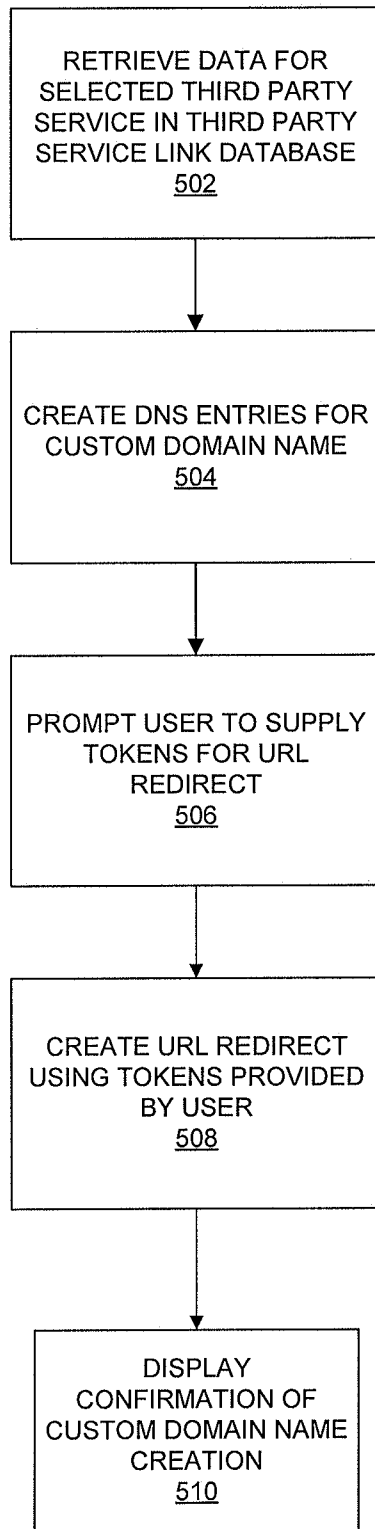 RETRIEVE DATA FOR
SELECTED THIRD PARTY
SERVICE IN THIRD PARTY
SERVICE LINK DATABASE
502
CREATE DNS ENTRIES FOR
CUSTOM DOMAIN NAME
504
PROMPT USER TO SUPPLY
TOKENS FOR URL
REDIRECT
506
CREATE URL REDIRECT
USING TOKENS PROVIDED
BY USER
508
DISPLAY
CONFIRMATION OF
CUSTOM DOMAIN NAME
CREATION
510